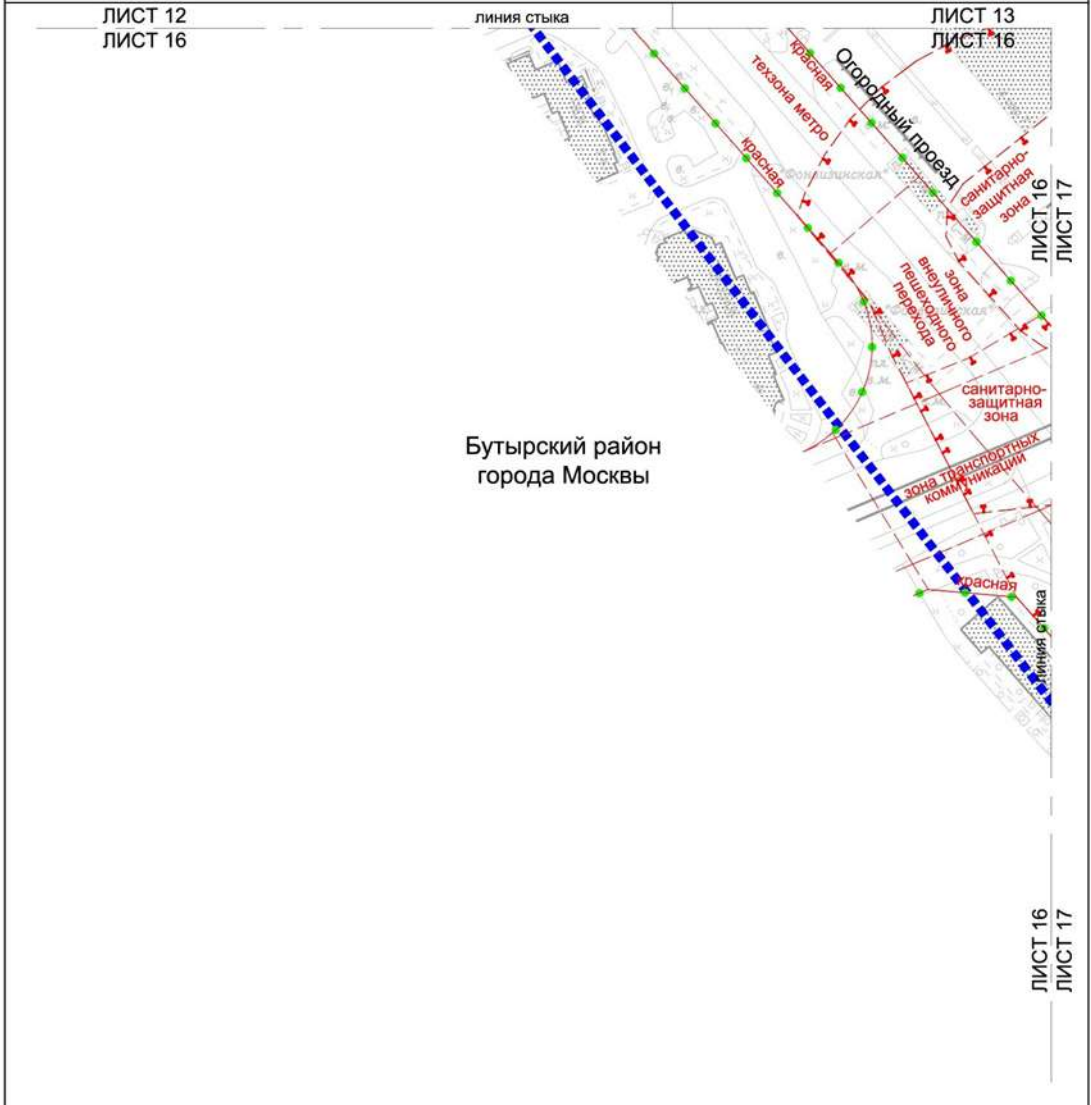 ЛИСТ 12
ЛИСТ 16
линия стыка
ЛИСТ 13
ЛИСТ 16
красная
Огородный проезд
техзона метро
красная
"Фонвизинская"
санитарно-
защитная
зона
ЛИСТ 16
ЛИСТ 17
зона
внеуличного
пешеходного
перехода
санитарно-
защитная
зона
Бутырский район
города Москвы
зона транспортных
коммуникаций
красная
линия стыка
ЛИСТ 16
ЛИСТ 17